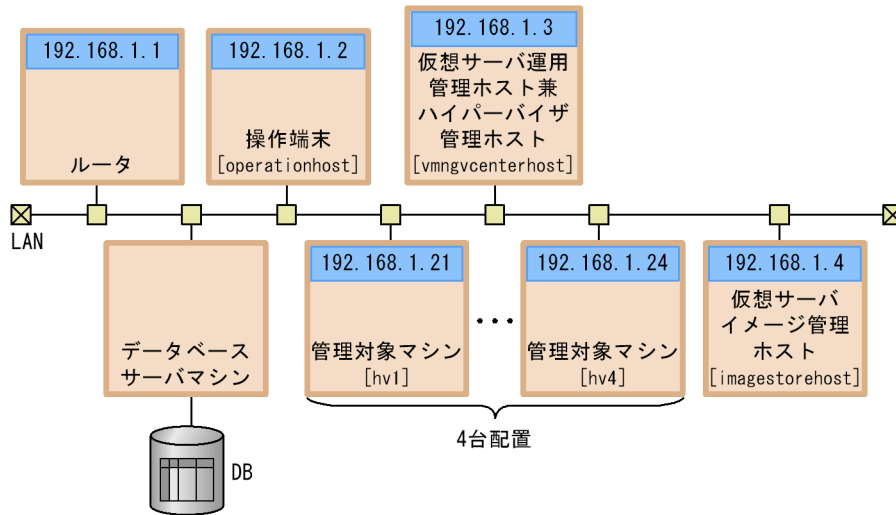 192.168.1.1
ルータ
192.168.1.2
操作端末
[operationhost]
192.168.1.3
仮想サーバ運用
管理ホスト兼
ハイパーバイザ
管理ホスト
[vmngvcenterhost]
LAN
データベース
サーバマシン
DB
192.168.1.21
管理対象マシン
[hv1]
･･･
192.168.1.24
管理対象マシン
[hv4]
4台配置
192.168.1.4
仮想サーバ
イメージ管理
ホスト
[imagestorehost]